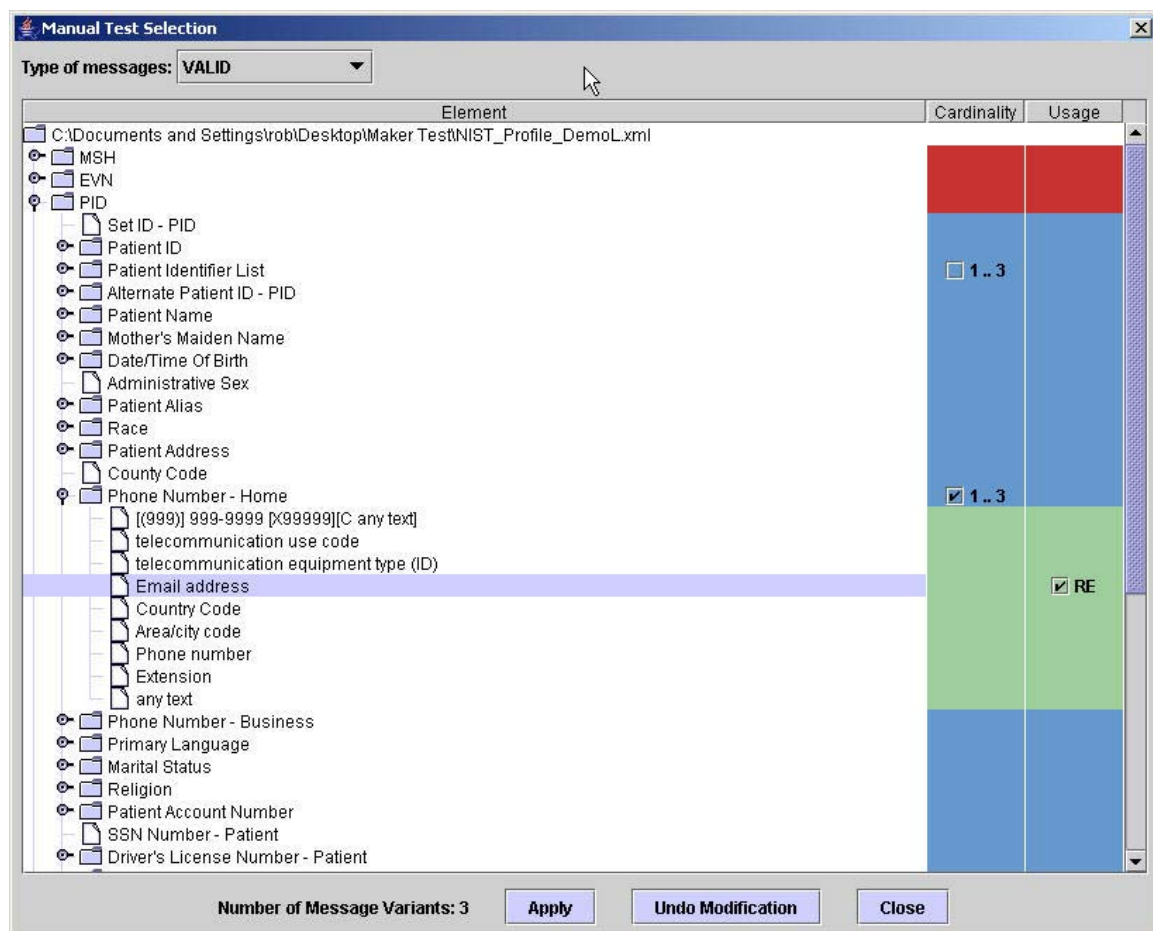 Manual Test Selection
Type of messages: VALID
Element Cardinality Usage
C:\Documents and Settings\rob\Desktop\Maker Test\NIST_Profile_DemoL.xml
MSH
EVN
PID
Set ID - PID
Patient ID
Patient Identifier List 1 .. 3
Alternate Patient ID - PID
Patient Name
Mother's Maiden Name
Date/Time Of Birth
Administrative Sex
Patient Alias
Race
Patient Address
County Code
Phone Number - Home 1 .. 3
[(999)] 999-9999 [X99999][C any text]
telecommunication use code
telecommunication equipment type (ID)
Email address RE
Country Code
Area/city code
Phone number
Extension
any text
Phone Number - Business
Primary Language
Marital Status
Religion
Patient Account Number
SSN Number - Patient
Driver's License Number - Patient
Number of Message Variants: 3 Apply Undo Modification Close